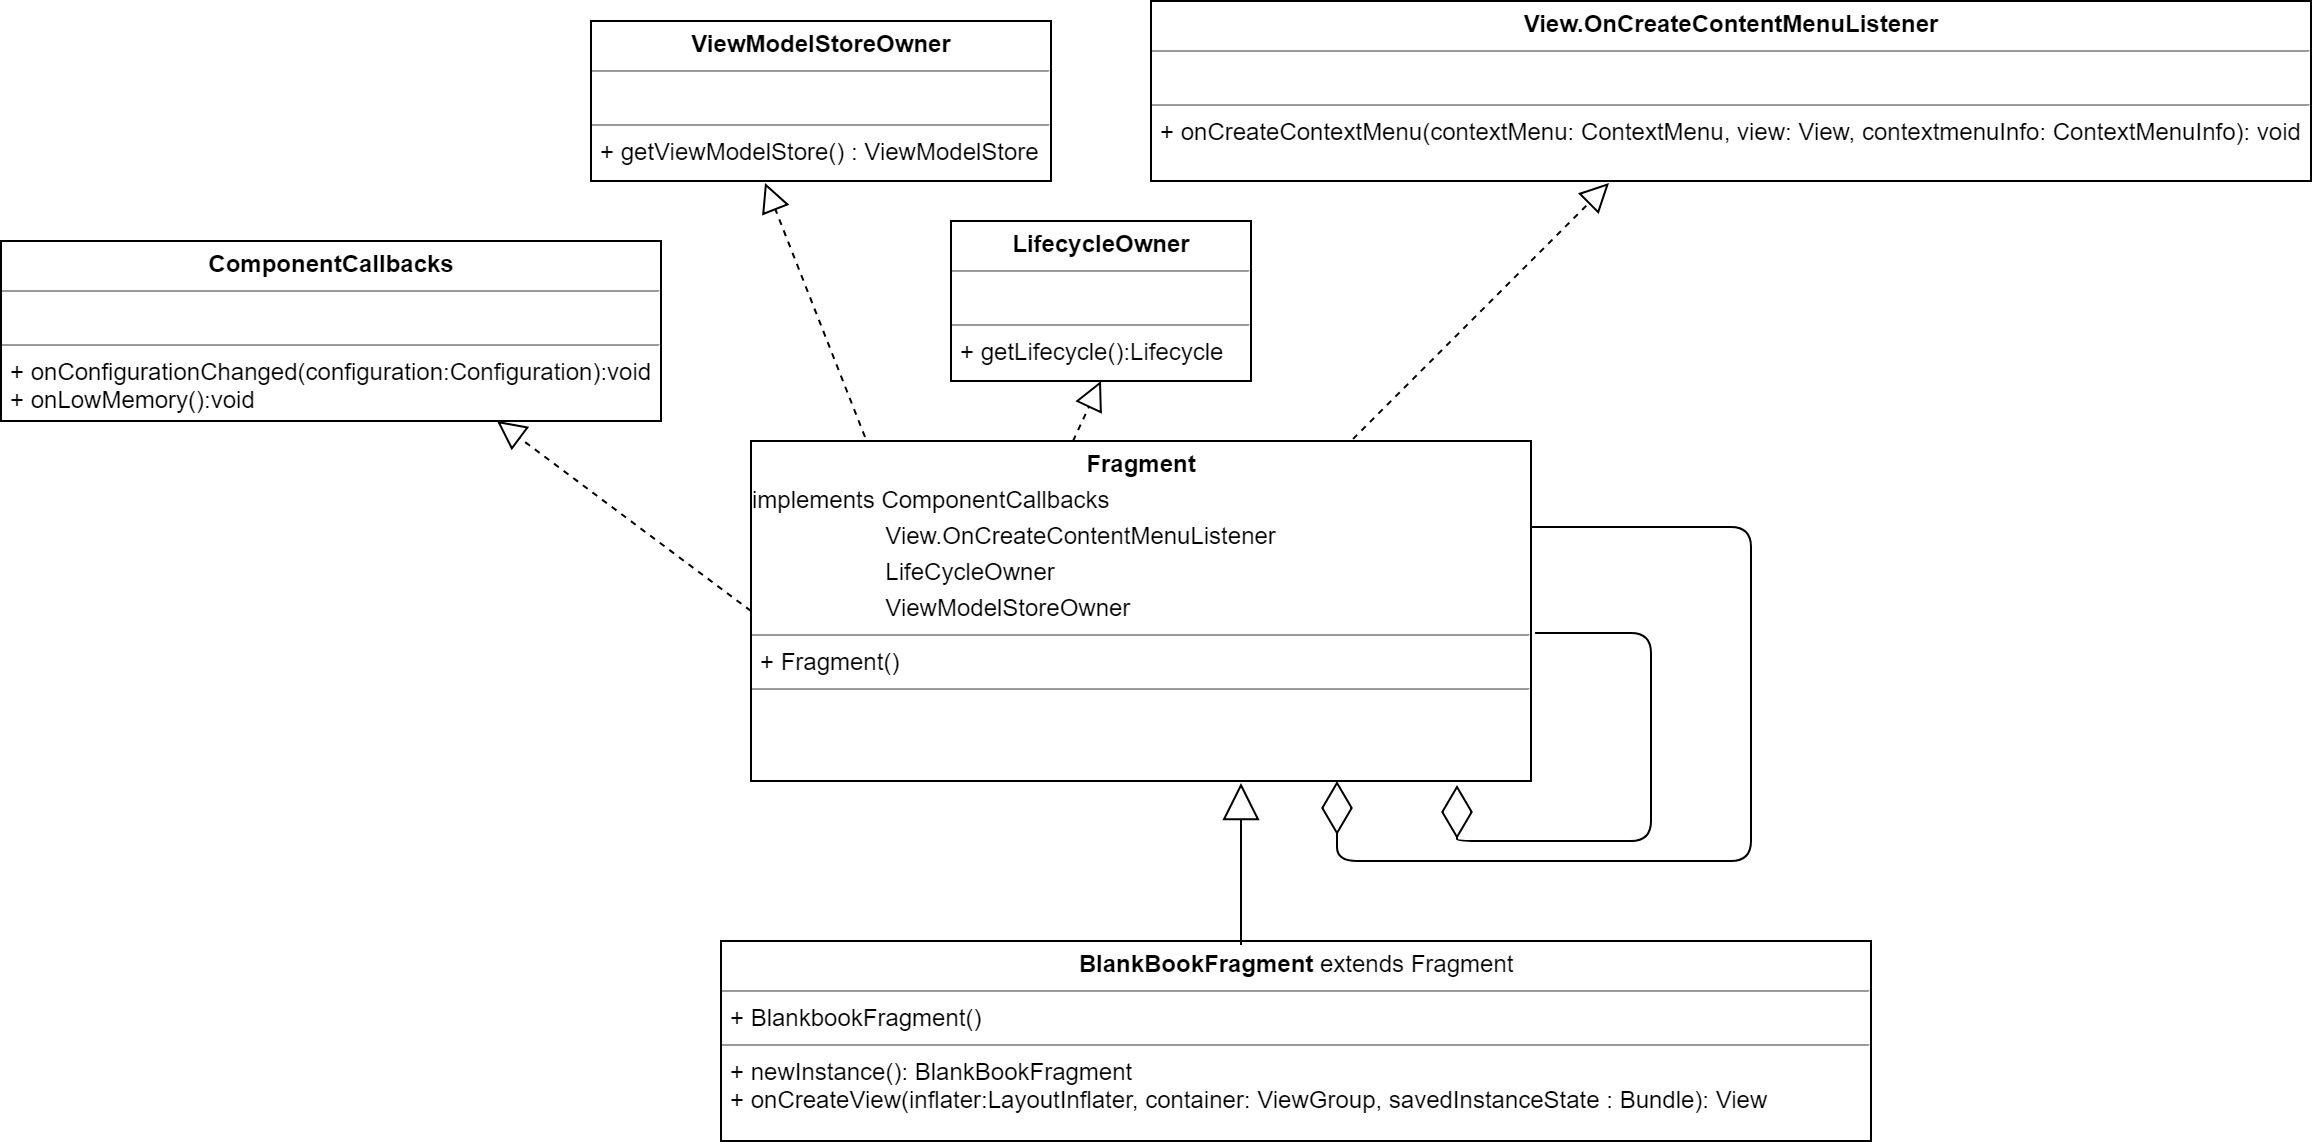 View.OnCreateContentMenuListener
+ onCreateContextMenu(contextMenu: ContextMenu, view: View, contextmenuInfo: ContextMenuInfo): void
ViewModelStoreOwner
+ getViewModelStore() : ViewModelStore
LifecycleOwner
+ getLifecycle():Lifecycle
ComponentCallbacks
+ onConfigurationChanged(configuration:Configuration):void
+ onLowMemory():void
Fragment
implements ComponentCallbacks
View.OnCreateContentMenuListener
LifeCycleOwner
ViewModelStoreOwner
+ Fragment()
BlankBookFragment extends Fragment
+ BlankbookFragment()
+ newInstance(): BlankBookFragment
+ onCreateView(inflater:LayoutInflater, container: ViewGroup, savedInstanceState : Bundle): View